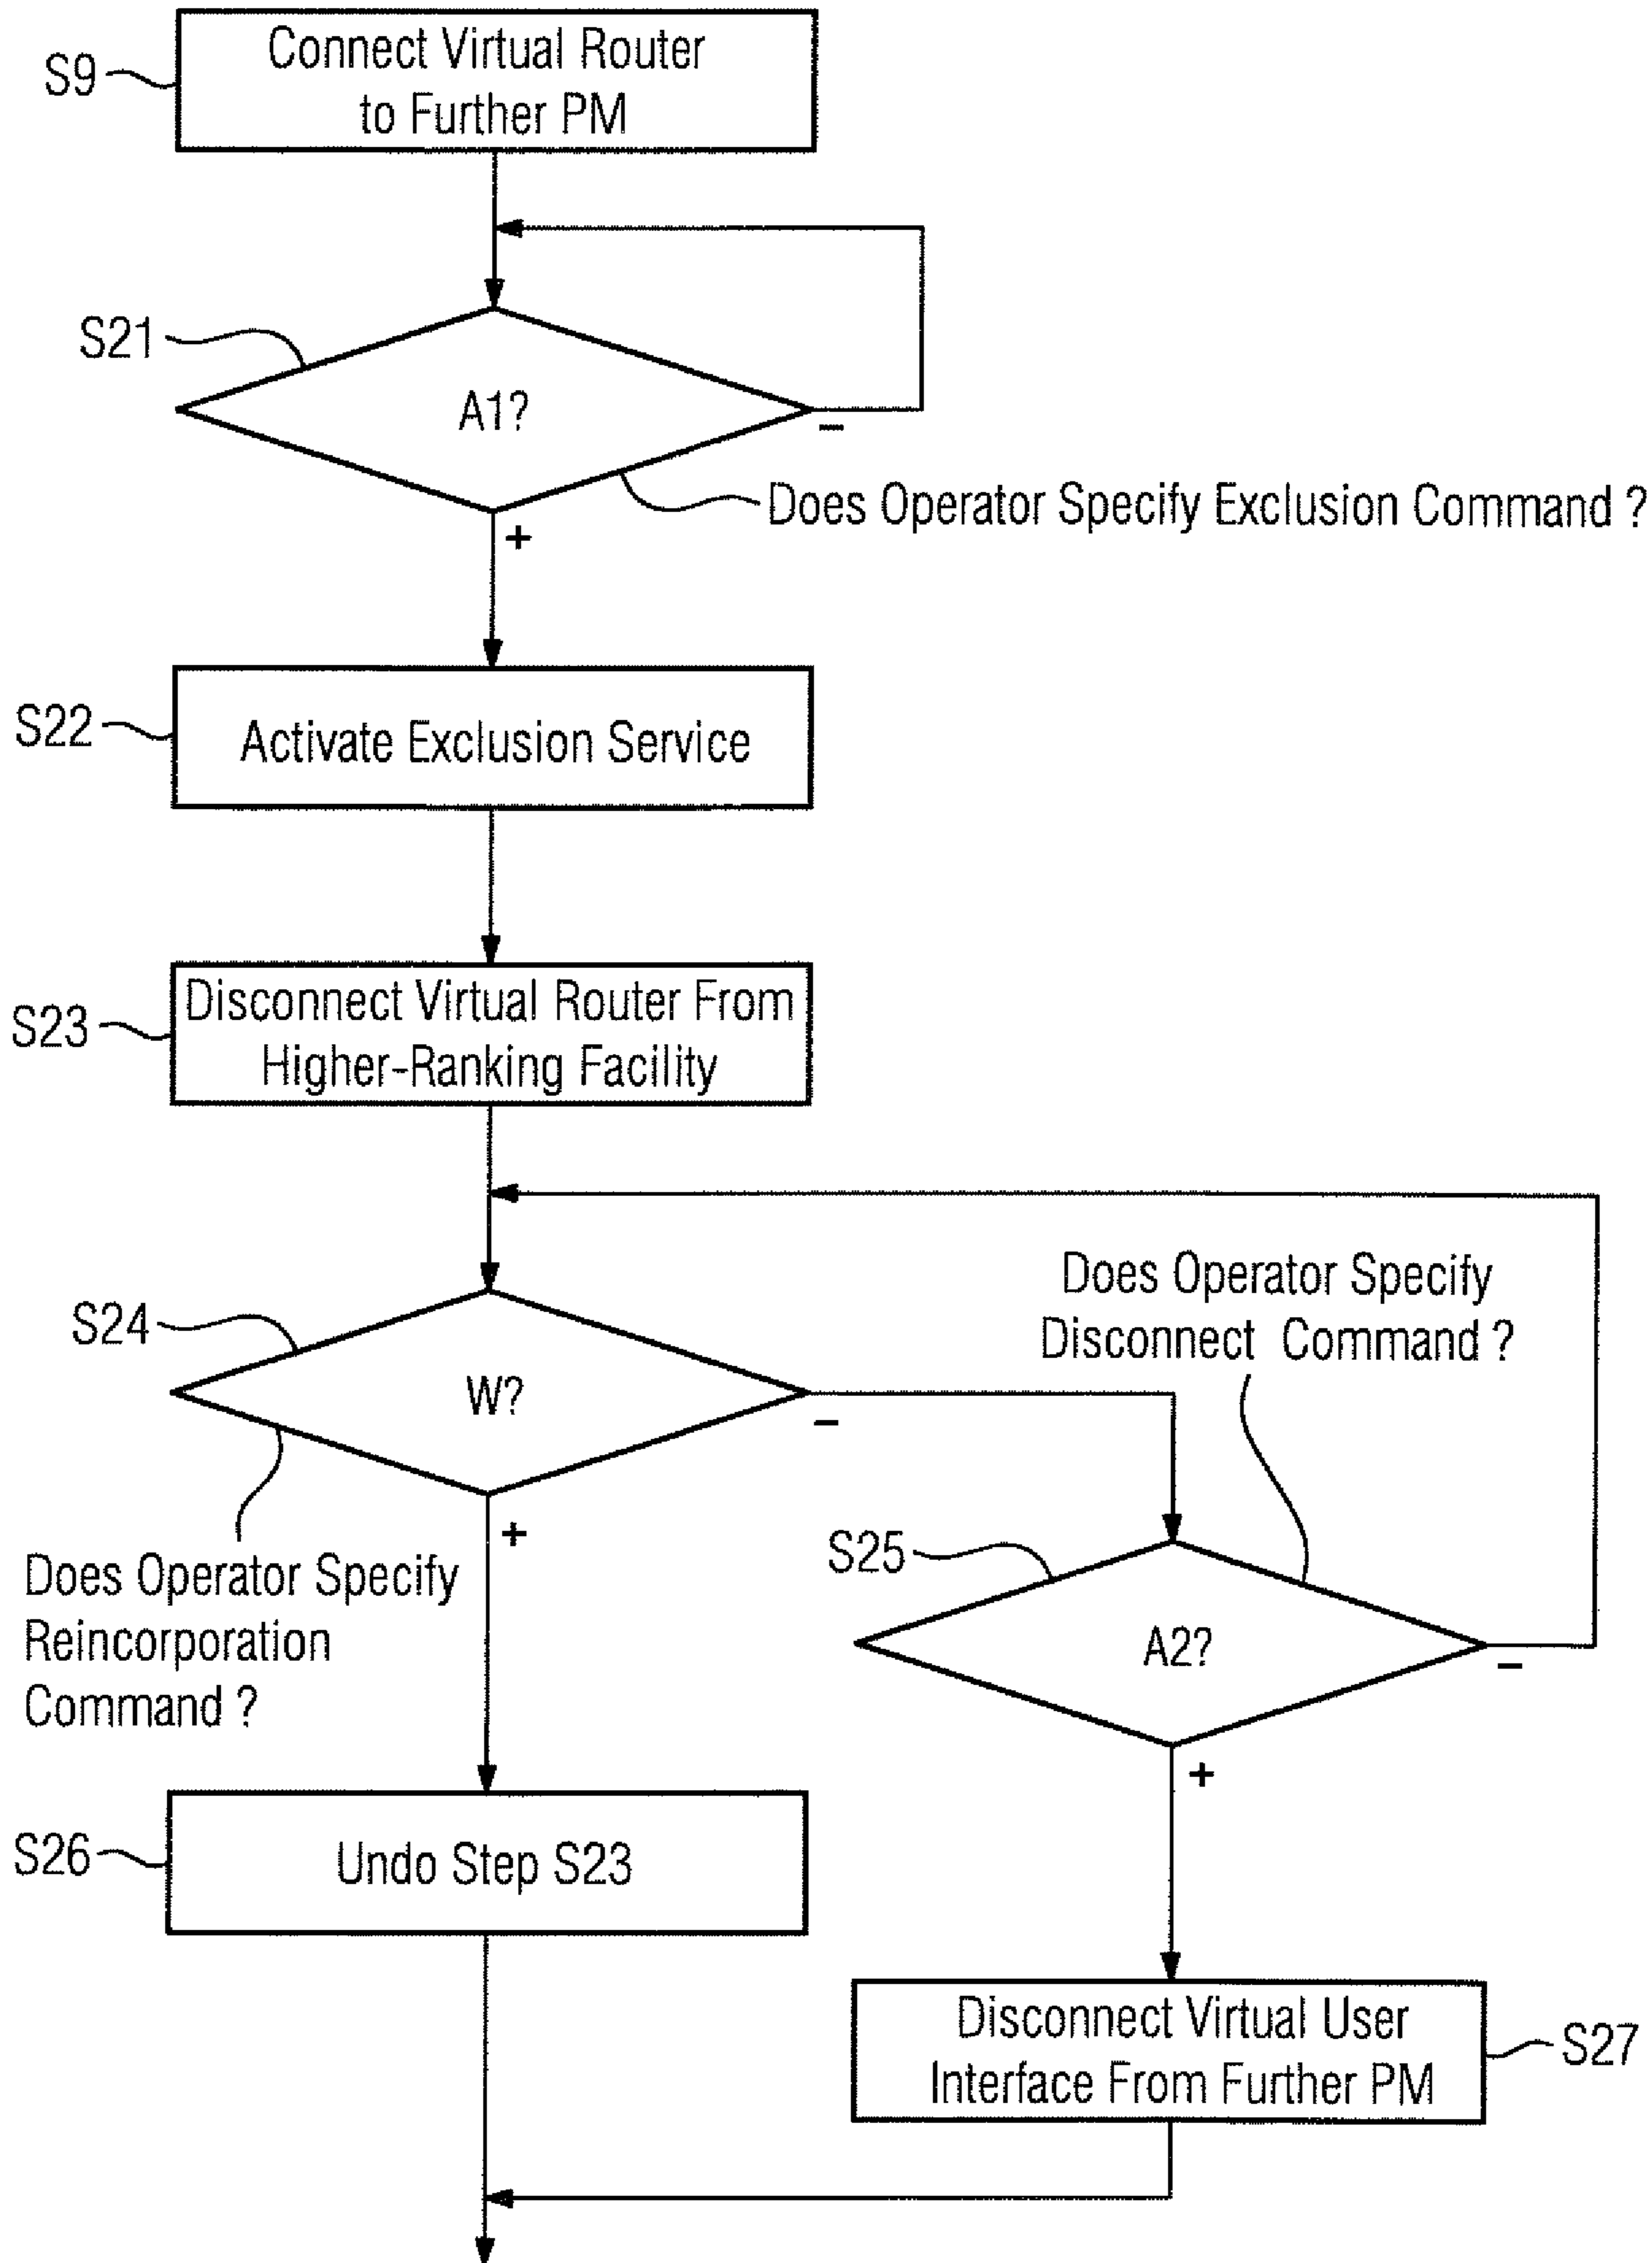 S9
Connect Virtual Router
to Further PM
S21
A1?
-
Does Operator Specify Exclusion Command ?
+
S22
Activate Exclusion Service
S23
Disconnect Virtual Router From
Higher-Ranking Facility
Does Operator Specify
Disconnect Command ?
S24
W?
-
+
Does Operator Specify
Reincorporation
Command ?
S25
A2?
-
+
S26
Undo Step S23
Disconnect Virtual User
Interface From Further PM
S27